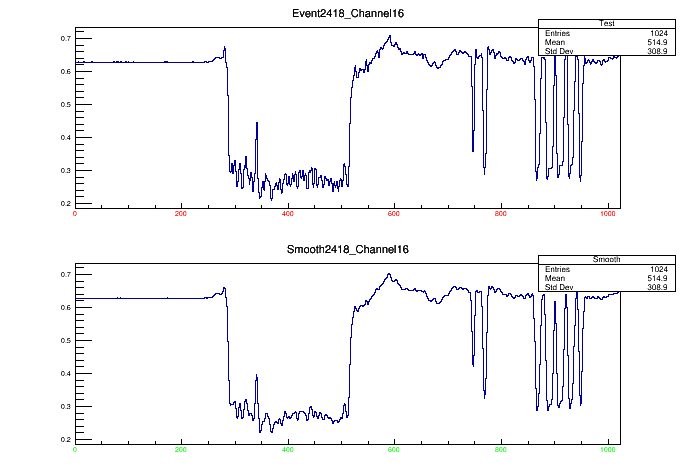 Event2418_Channel16
Test
Entries 1024
Mean 514.9
Std Dev 308.9
0.7
0.6
0.5
0.4
0.3
0.2
0 200 400 600 800 1000
Smooth2418_Channel16
Smooth
Entries 1024
Mean 514.9
Std Dev 308.9
0.7
0.6
0.5
0.4
0.3
0.2
0 200 400 600 800 1000